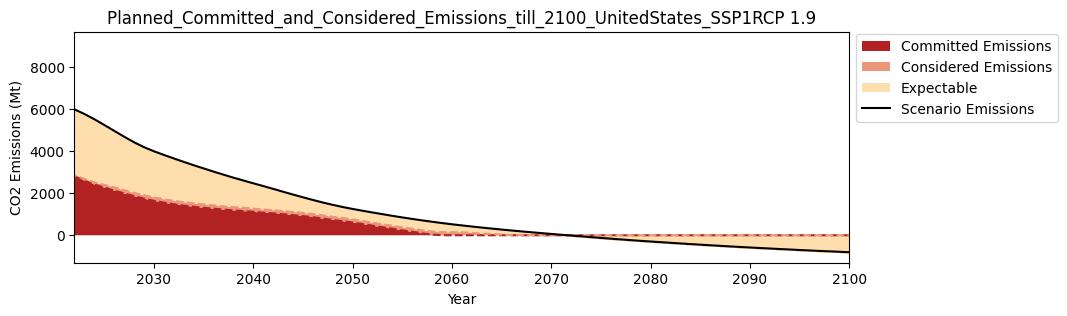 Planned_Committed_and_Considered_Emissions_till_2100_UnitedStates_SSP1RCP 1.9
Committed Emissions
Considered Emissions
Expectable
Scenario Emissions
CO2 Emissions (Mt)
8000
6000
4000
2000
0
2030 2040 2050 2060 2070 2080 2090 2100
Year